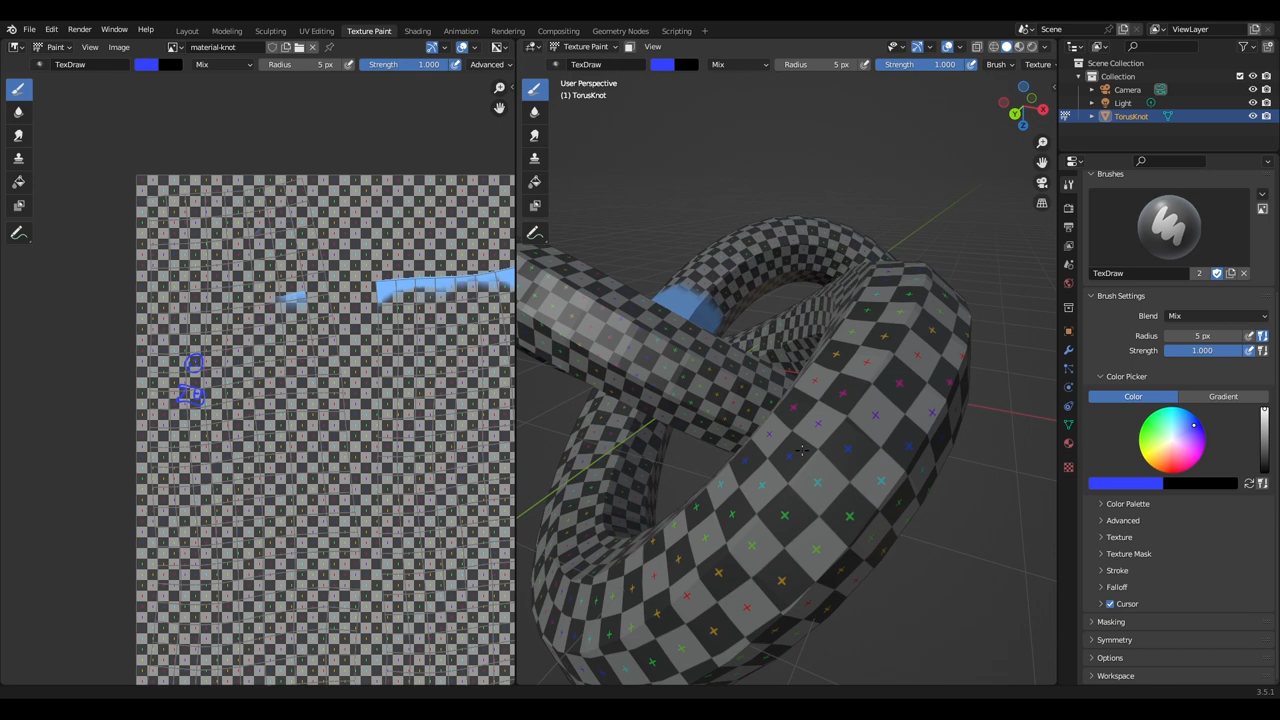 File Edit Render Window Help Layout Modeling Sculpting UV Editing Texture Paint Shading Animation Rendering Compositing Geometry Nodes Scripting Scene ViewLayer
Paint View Image material-knot Texture Paint View
TexDraw Mix Radius 5 px Strength 1.000 Advanced TexDraw Mix Radius 5 px Strength 1.000 Brush Texture
User Perspective
(1) TorusKnot
X
Y
Z
Scene Collection
Collection
Camera
Light
TorusKnot
Brushes
TexDraw 2
Brush Settings
Blend Mix
Radius 5 px
Strength 1.000
Color Picker
Color Gradient
Color Palette
Advanced
Texture
Texture Mask
Stroke
Falloff
Cursor
Masking
Symmetry
Options
Workspace
3.5.1